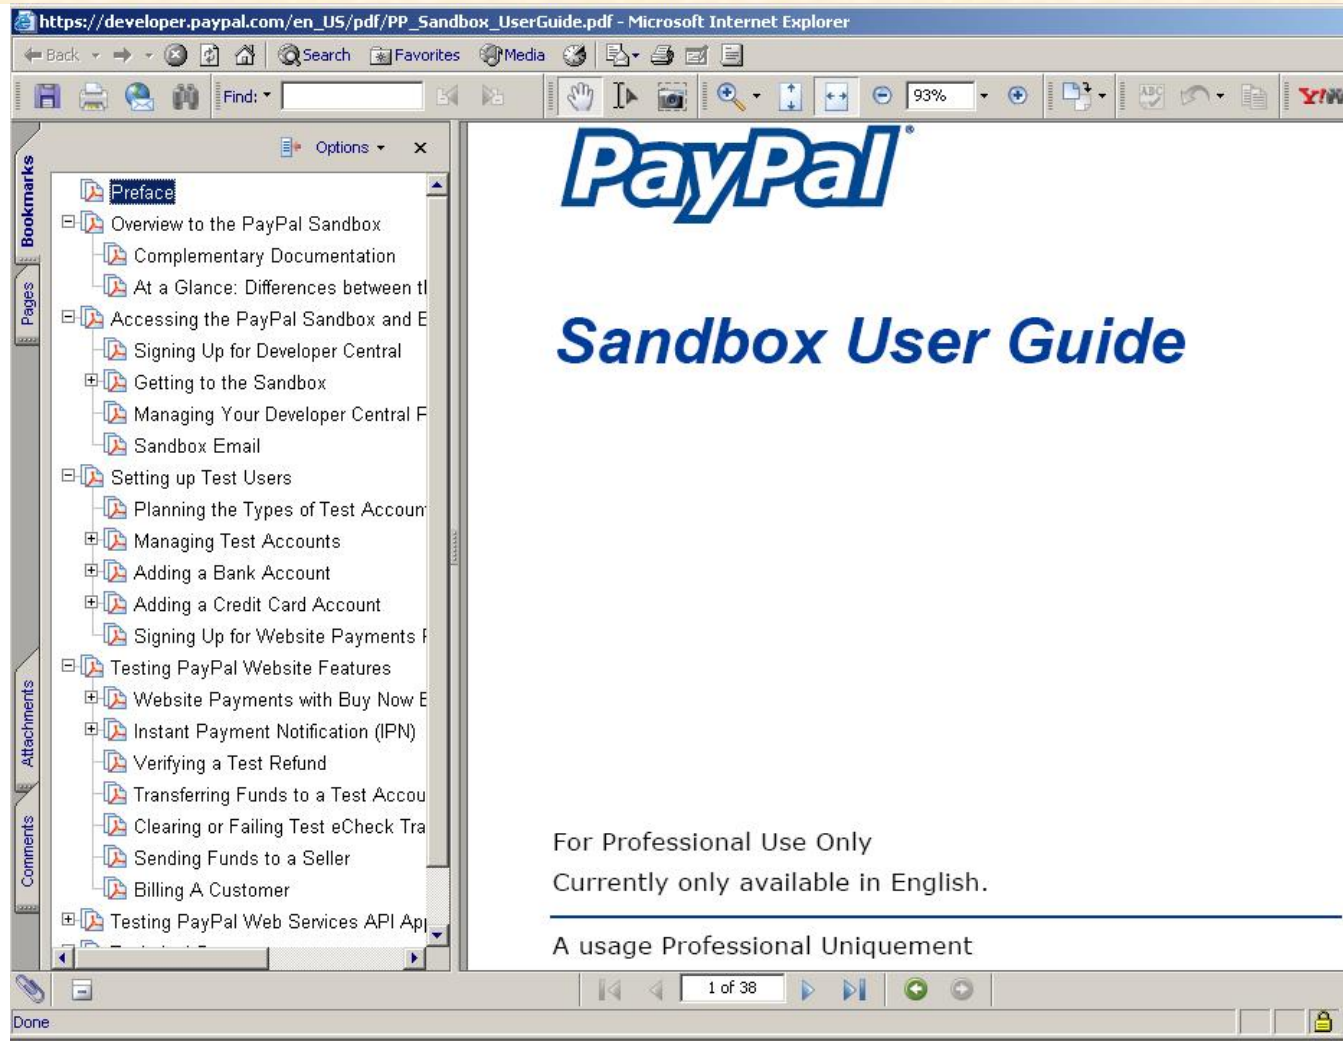 https://developer.paypal.com/en_US/pdf/PP_Sandbox_UserGuide.pdf - Microsoft Internet Explorer
Back Search Favorites Media
Find: 93%
Options x
Bookmarks
Pages
Attachments
Comments
Preface
Overview to the PayPal Sandbox
Complementary Documentation
At a Glance: Differences between
Accessing the PayPal Sandbox and
Signing Up for Developer Central
Getting to the Sandbox
Managing Your Developer Central
Sandbox Email
Setting up Test Users
Planning the Types of Test
Managing Test Accounts
Adding a Bank Account
Adding a Credit Card Account
Signing Up for Website Payments
Testing PayPal Website Features
Website Payments with Buy Now
Instant Payment Notification (IPN)
Verifying a Test Refund
Transferring Funds to a Test
Clearing or Failing Test eCheck
Sending Funds to a Seller
Billing A Customer
Testing PayPal Web Services API
PayPal®
Sandbox User Guide
For Professional Use Only
Currently only available in English.
A usage Professional Uniquement
1 of 38
Done